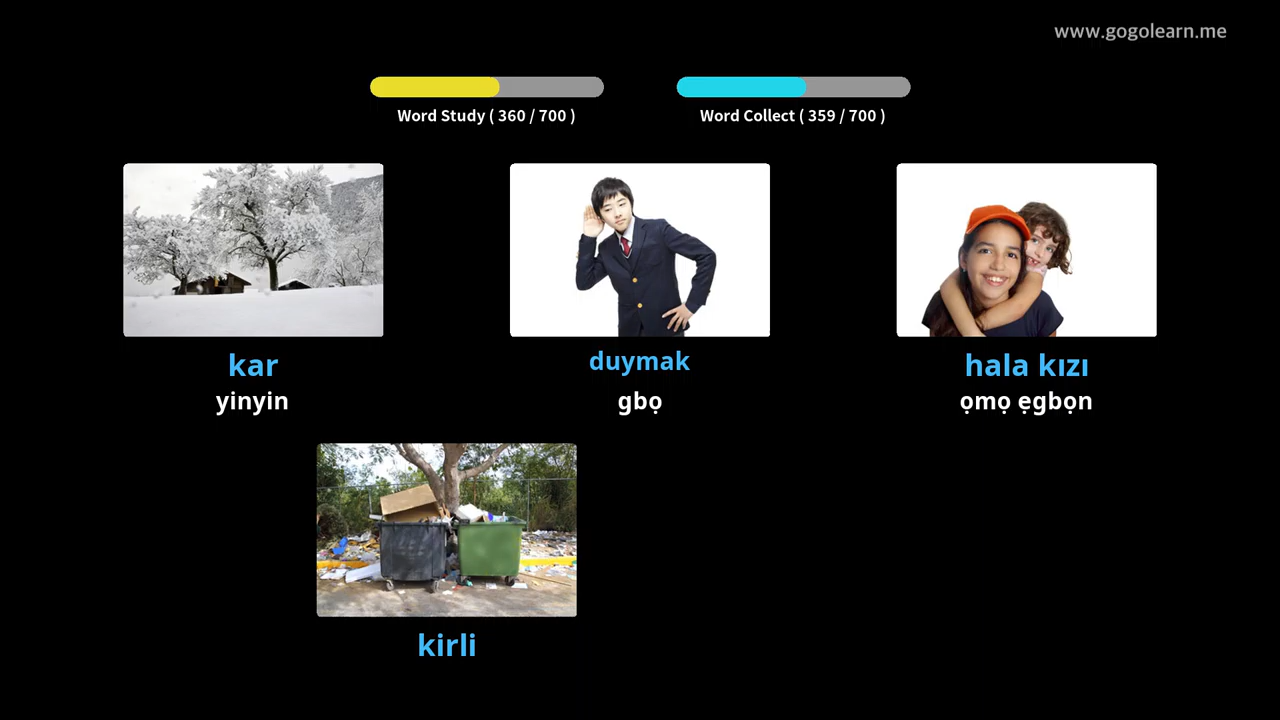 www.gogolearn.me
Word Study ( 360 / 700 )
Word Collect ( 359 / 700 )
kar
duymak
hala kızı
yinyin
gbọ
ọmọ ẹgbọn
kirli